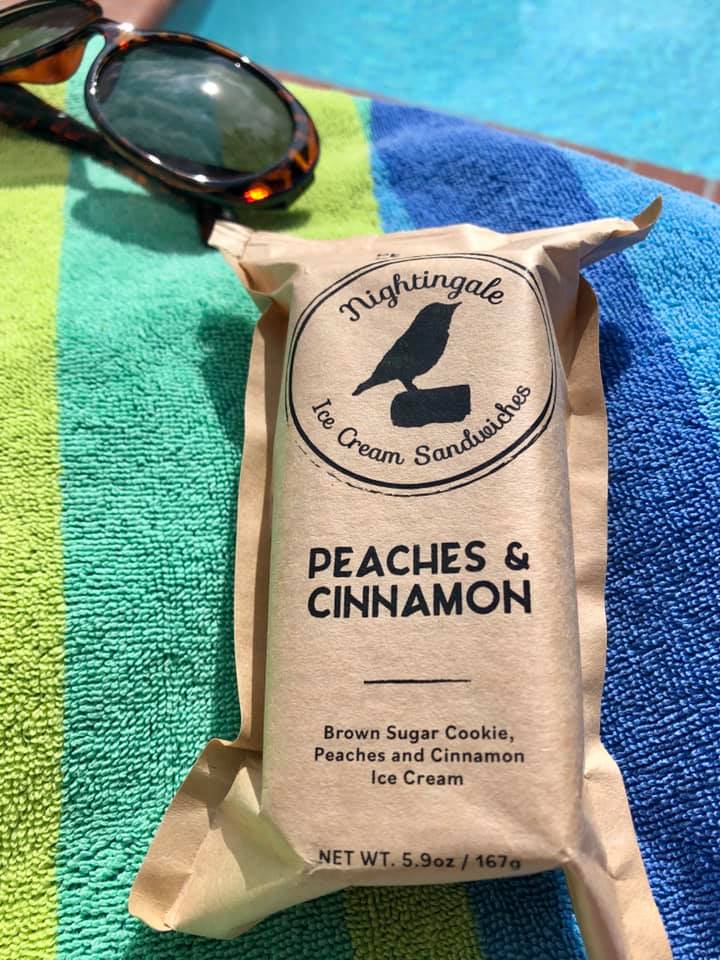 Nightingale
Ice Cream Sandwiches
PEACHES &
CINNAMON
Brown Sugar Cookie,
Peaches and Cinnamon
Ice Cream
NET WT. 5.9oz / 167g